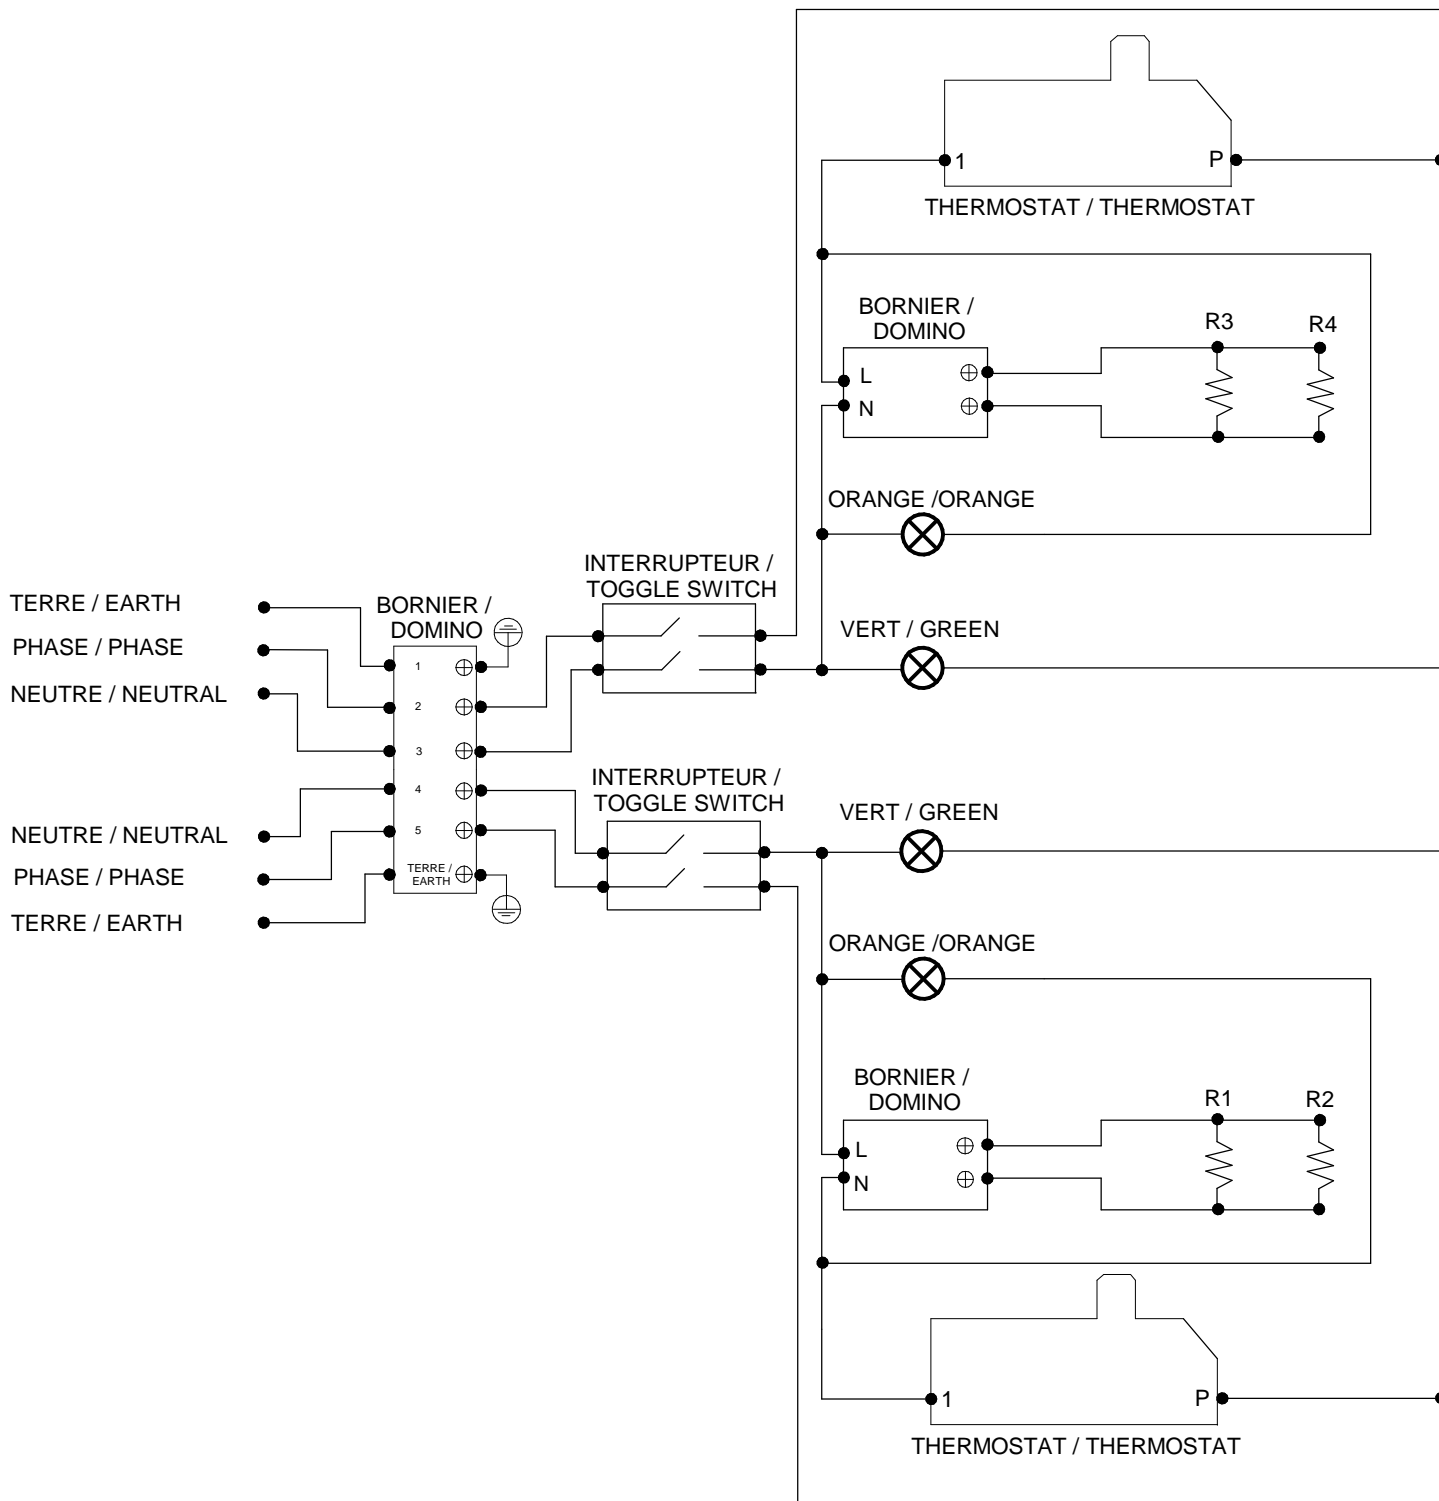 1
P
THERMOSTAT / THERMOSTAT
BORNIER /
DOMINO
R3
R4
L
N
ORANGE /ORANGE
INTERRUPTEUR /
TOGGLE SWITCH
TERRE / EARTH
BORNIER /
DOMINO
VERT / GREEN
PHASE / PHASE
1
NEUTRE / NEUTRAL
2
3
INTERRUPTEUR /
TOGGLE SWITCH
4
VERT / GREEN
NEUTRE / NEUTRAL
5
PHASE / PHASE
TERRE /
EARTH
TERRE / EARTH
ORANGE /ORANGE
BORNIER /
DOMINO
R1
R2
L
N
1
P
THERMOSTAT / THERMOSTAT